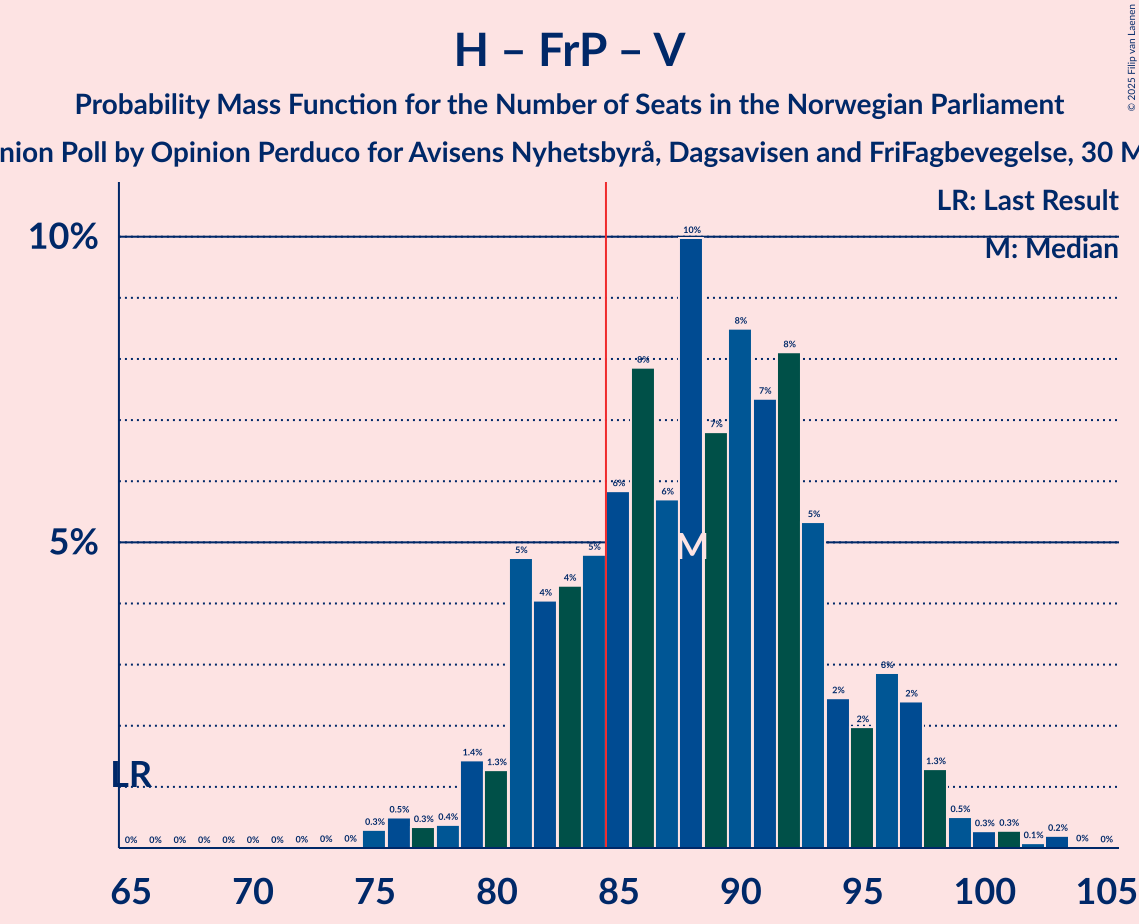 © 2025 Filip van Laenen
H – FrP – V
Probability Mass Function for the Number of Seats in the Norwegian Parliament
nion Poll by Opinion Perduco for Avisens Nyhetsbyrå, Dagsavisen and FriFagbevegelse, 30 M
LR: Last Result
M: Median
10%
5%
LR
M
0% 0% 0% 0% 0% 0% 0% 0% 0% 0% 0.3% 0.5% 0.3% 0.4% 1.4% 1.3% 5% 4% 4% 5% 6% 8% 6% 10% 7% 8% 7% 8% 5% 2% 2% 3% 2% 1.3% 0.5% 0.3% 0.3% 0.1% 0.2% 0% 0%
65 70 75 80 85 90 95 100 105